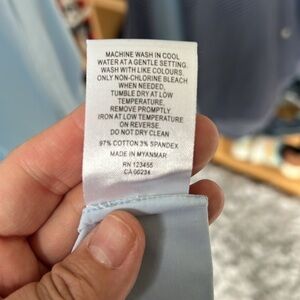 MACHINE WASH IN COOL
WATER AT A GENTLE SETTING.
WASH WITH LIKE COLOURS
ONLY NON-CHLORINE BLEACH
WHEN NEEDED,
TUMBLE DRY AT LOW
TEMPERATURE,
REMOVE PROMPTLY
IRON AT LOW TEMPERATURE
ON REVERSE.
DO NOT DRY CLEAN
97% COTTON 3% SPANDEX
MADE IN MYANMAR
RN 123456
CA 00234